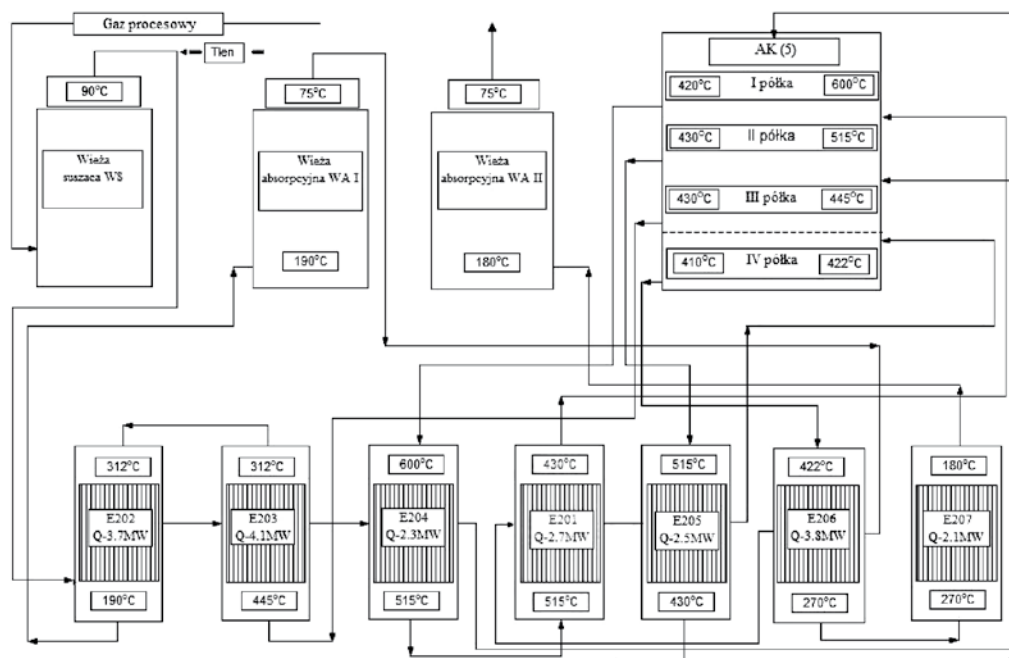 Gaz procesowy
Tlen
90°C
Wieża
susząca WS
75°C
Wieża
absorpcyjna WA I
190°C
75°C
Wieża
absorpcyjna WA II
180°C
AK (5)
420°C I półka 600°C
430°C II półka 515°C
430°C III półka 445°C
410°C IV półka 422°C
312°C
E202
Q-3.7MW
190°C
312°C
E203
Q-4.1MW
445°C
600°C
E204
Q-2.3MW
515°C
430°C
E201
Q-2.7MW
515°C
515°C
E205
Q-2.5MW
430°C
422°C
E206
Q-3.8MW
270°C
180°C
E207
Q-2.1MW
270°C